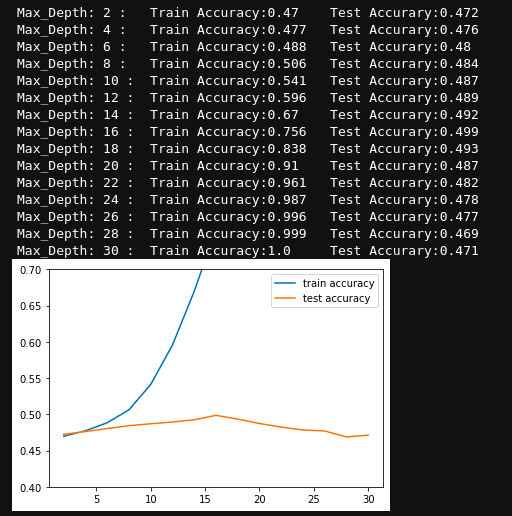 Max_Depth: 2 : Train Accuracy:0.47 Test Accurary:0.472
Max_Depth: 4 : Train Accuracy:0.477 Test Accurary:0.476
Max_Depth: 6 : Train Accuracy:0.488 Test Accurary:0.48
Max_Depth: 8 : Train Accuracy:0.506 Test Accurary:0.484
Max_Depth: 10 : Train Accuracy:0.541 Test Accurary:0.487
Max_Depth: 12 : Train Accuracy:0.596 Test Accurary:0.489
Max_Depth: 14 : Train Accuracy:0.67 Test Accurary:0.492
Max_Depth: 16 : Train Accuracy:0.756 Test Accurary:0.499
Max_Depth: 18 : Train Accuracy:0.838 Test Accurary:0.493
Max_Depth: 20 : Train Accuracy:0.91 Test Accurary:0.487
Max_Depth: 22 : Train Accuracy:0.961 Test Accurary:0.482
Max_Depth: 24 : Train Accuracy:0.987 Test Accurary:0.478
Max_Depth: 26 : Train Accuracy:0.996 Test Accurary:0.477
Max_Depth: 28 : Train Accuracy:0.999 Test Accurary:0.469
Max_Depth: 30 : Train Accuracy:1.0 Test Accurary:0.471
0.70
train accuracy
test accuracy
0.65
0.60
0.55
0.50
0.45
0.40
5 10 15 20 25 30